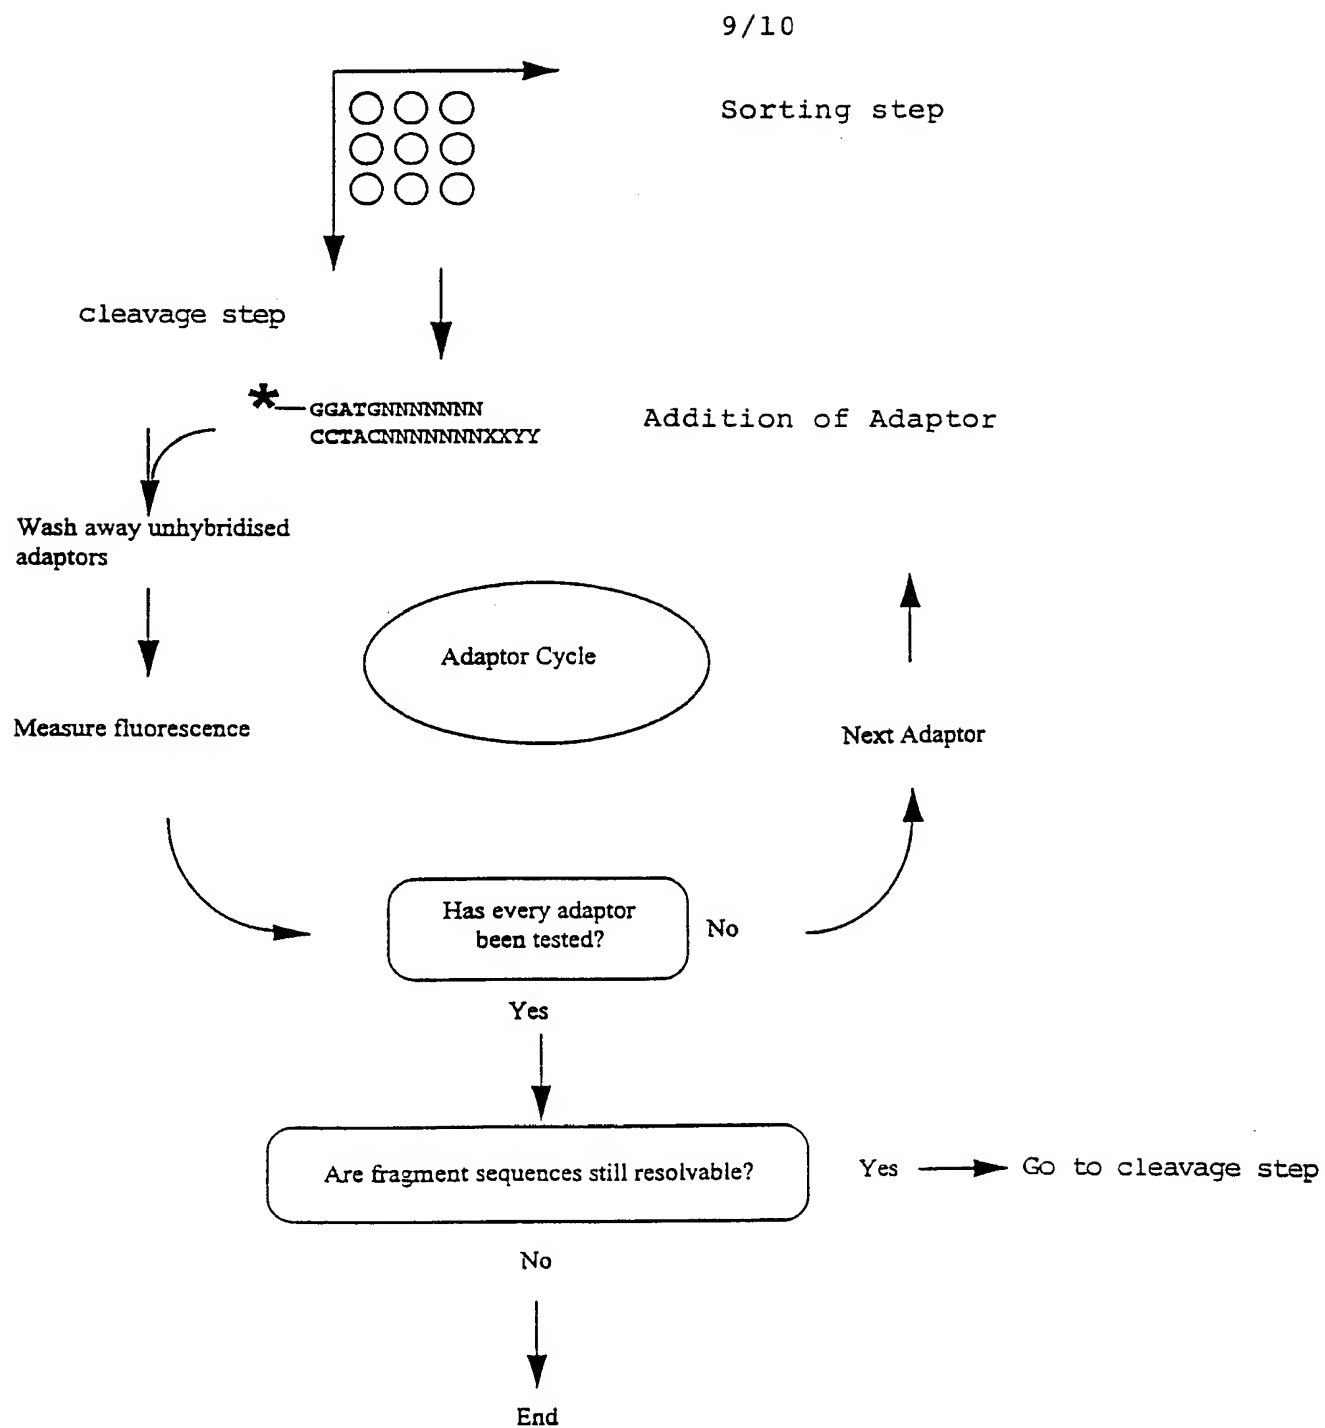 9/10
Sorting step
cleavage step
*—GGATGNNNNNNN
CCTACNNNNNNNXXYY
Addition of Adaptor
Wash away unhybridised
adaptors
Adaptor Cycle
Measure fluorescence
Next Adaptor
Has every adaptor
been tested?
No
Yes
Are fragment sequences still resolvable?
Yes
Go to cleavage step
No
End